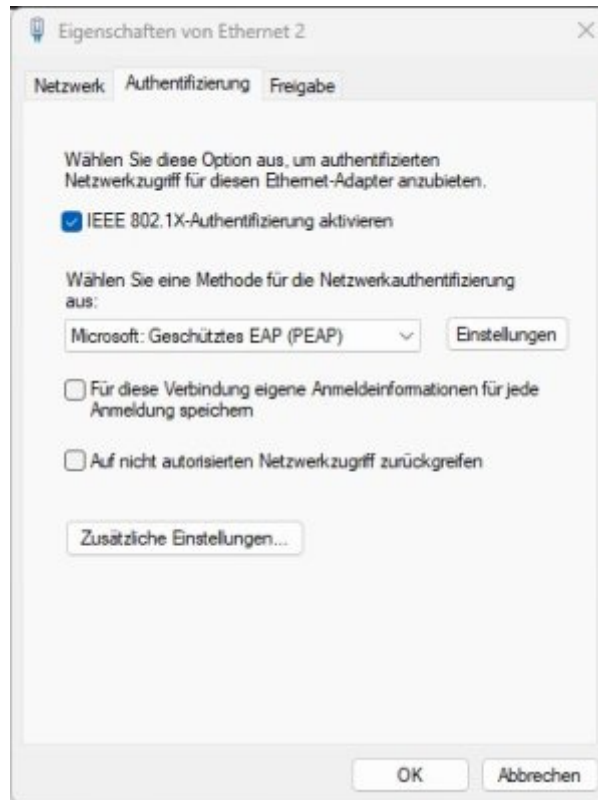 Eigenschaften von Ethernet 2
Netzwerk Authentifizierung Freigabe
Wählen Sie diese Option aus, um authentifizierten
Netzwerkzugriff für diesen Ethernet-Adapter anzubieten.
IEEE 802.1X-Authentifizierung aktivieren
Wählen Sie eine Methode für die Netzwerkauthentifizierung
aus:
Microsoft: Geschütztes EAP (PEAP) Einstellungen
Für diese Verbindung eigene Anmeldeinformationen für jede
Anmeldung speichern
Auf nicht autorisierten Netzwerkzugriff zurückgreifen
Zusätzliche Einstellungen...
OK Abbrechen